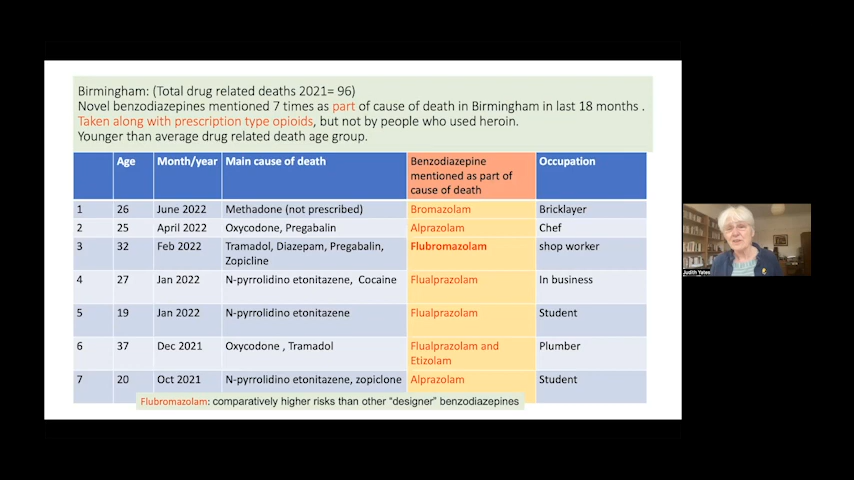 Birmingham: (Total drug related deaths 2021= 96)
Novel benzodiazepines mentioned 7 times as part of cause of death in Birmingham in last 18 months .
Taken along with prescription type opioids, but not by people who used heroin.
Younger than average drug related death age group.
Age Month/year Main cause of death Benzodiazepine mentioned as part of cause of death Occupation
1 26 June 2022 Methadone (not prescribed) Bromazolam Bricklayer
2 25 April 2022 Oxycodone, Pregabalin Alprazolam Chef
3 32 Feb 2022 Tramadol, Diazepam, Pregabalin, Flubromazolam shop worker
Zopicline
4 27 Jan 2022 N-pyrrolidino etonitazene, Cocaine Flualprazolam In business
5 19 Jan 2022 N-pyrrolidino etonitazene Flualprazolam Student
6 37 Dec 2021 Oxycodone , Tramadol Flualprazolam and Plumber
Etizolam
7 20 Oct 2021 N-pyrrolidino etonitazene, zopiclone Alprazolam Student
Flubromazolam: comparatively higher risks than other “designer” benzodiazepines
Judith Yates